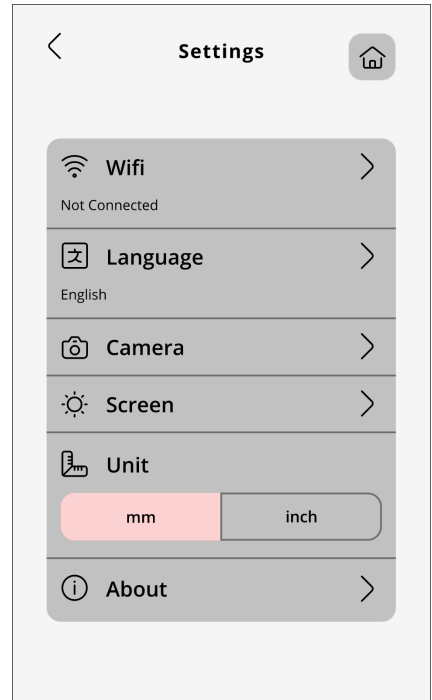 Settings
Wifi
Not Connected
Language
English
Camera
Screen
Unit
mm inch
About